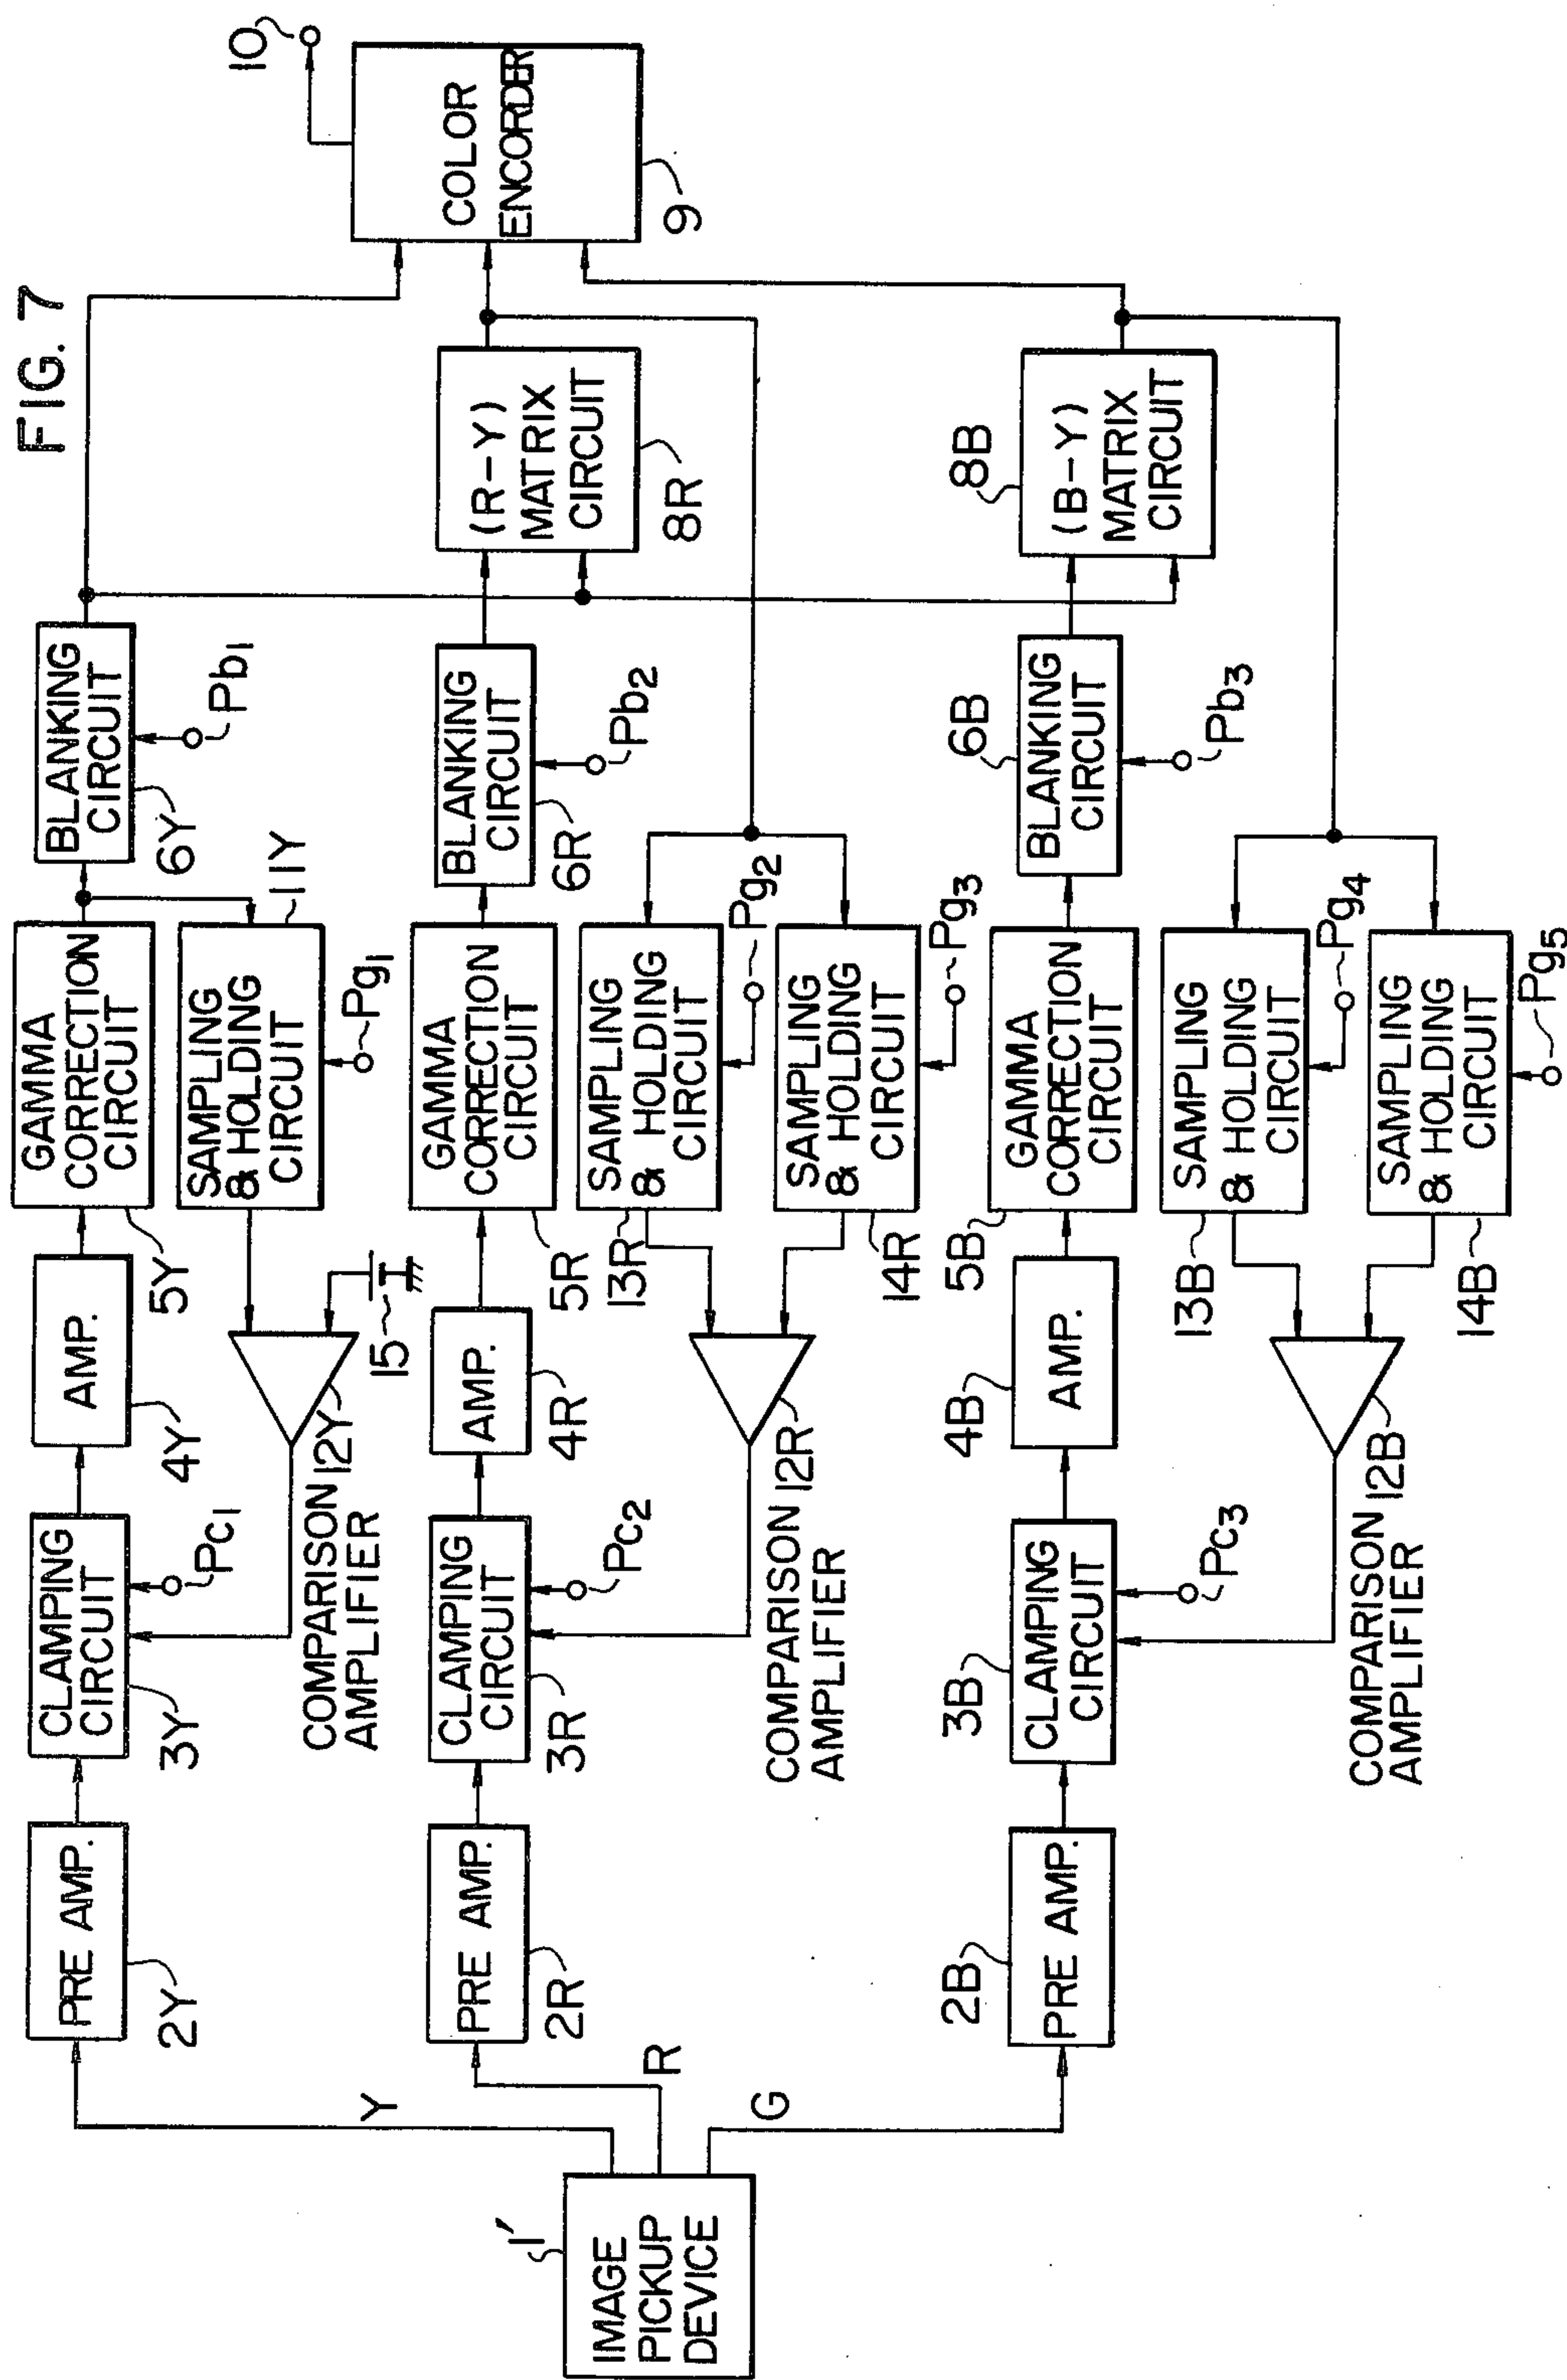 FIG. 7
IMAGE
PICKUP
DEVICE
1'
Y
R
G
PRE AMP.
2Y
CLAMPING
CIRCUIT
3Y
Pc1
AMP.
4Y
GAMMA
CORRECTION
CIRCUIT
5Y
BLANKING
CIRCUIT
6Y
Pb1
SAMPLING
& HOLDING
CIRCUIT
11Y
Pg1
COMPARISON 12Y
AMPLIFIER
15
PRE AMP.
2R
CLAMPING
CIRCUIT
3R
Pc2
AMP.
4R
GAMMA
CORRECTION
CIRCUIT
5R
BLANKING
CIRCUIT
6R
Pb2
(R-Y)
MATRIX
CIRCUIT
8R
COLOR
ENCORDER
9
10
SAMPLING
& HOLDING
CIRCUIT
13R
Pg2
SAMPLING
& HOLDING
CIRCUIT
14R
Pg3
COMPARISON 12R
AMPLIFIER
PRE AMP.
2B
CLAMPING
CIRCUIT
3B
Pc3
AMP.
4B
GAMMA
CORRECTION
CIRCUIT
5B
BLANKING
CIRCUIT
6B
Pb3
(B-Y)
MATRIX
CIRCUIT
8B
SAMPLING
& HOLDING
CIRCUIT
13B
Pg4
SAMPLING
& HOLDING
CIRCUIT
14B
Pg5
COMPARISON 12B
AMPLIFIER